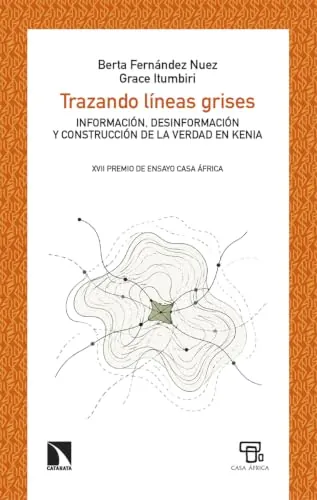 Berta Fernández Nuez
Grace Itumbiri
Trazando líneas grises
INFORMACIÓN, DESINFORMACIÓN
Y CONSTRUCCIÓN DE LA VERDAD EN KENIA
XVII PREMIO DE ENSAYO CASA ÁFRICA
CATARATA
CASA ÁFRICA